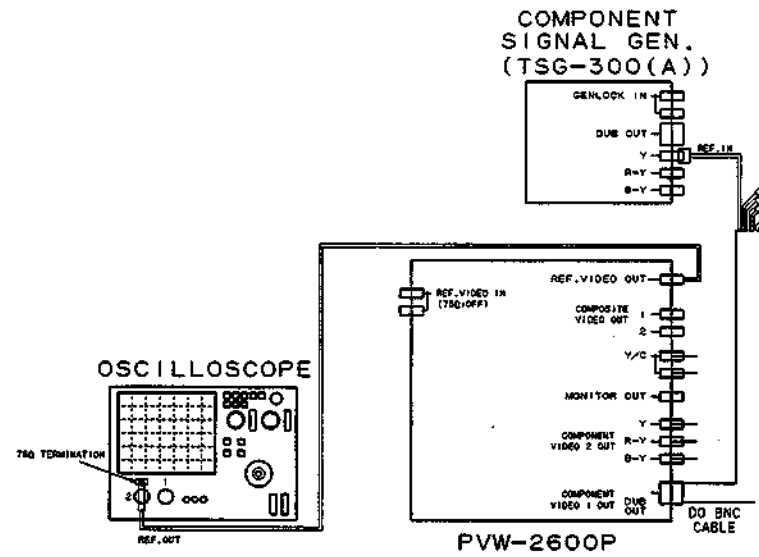 COMPONENT
SIGNAL GEN.
(TSG-300(A))
GENLOCK IN
DUB OUT
Y
R-Y
B-Y
REF.IN
REF.VIDEO OUT
REF.VIDEO IN
(75Ω:OFF)
COMPOSITE 1
VIDEO OUT
2
Y/C
MONITOR OUT
Y
COMPONENT
VIDEO 2 OUT
R-Y
B-Y
COMPONENT
VIDEO 1 OUT
DUB
OUT
DO BNC
CABLE
PVW-2600P
OSCILLOSCOPE
75Ω TERMINATION
1
2
REF.OUT